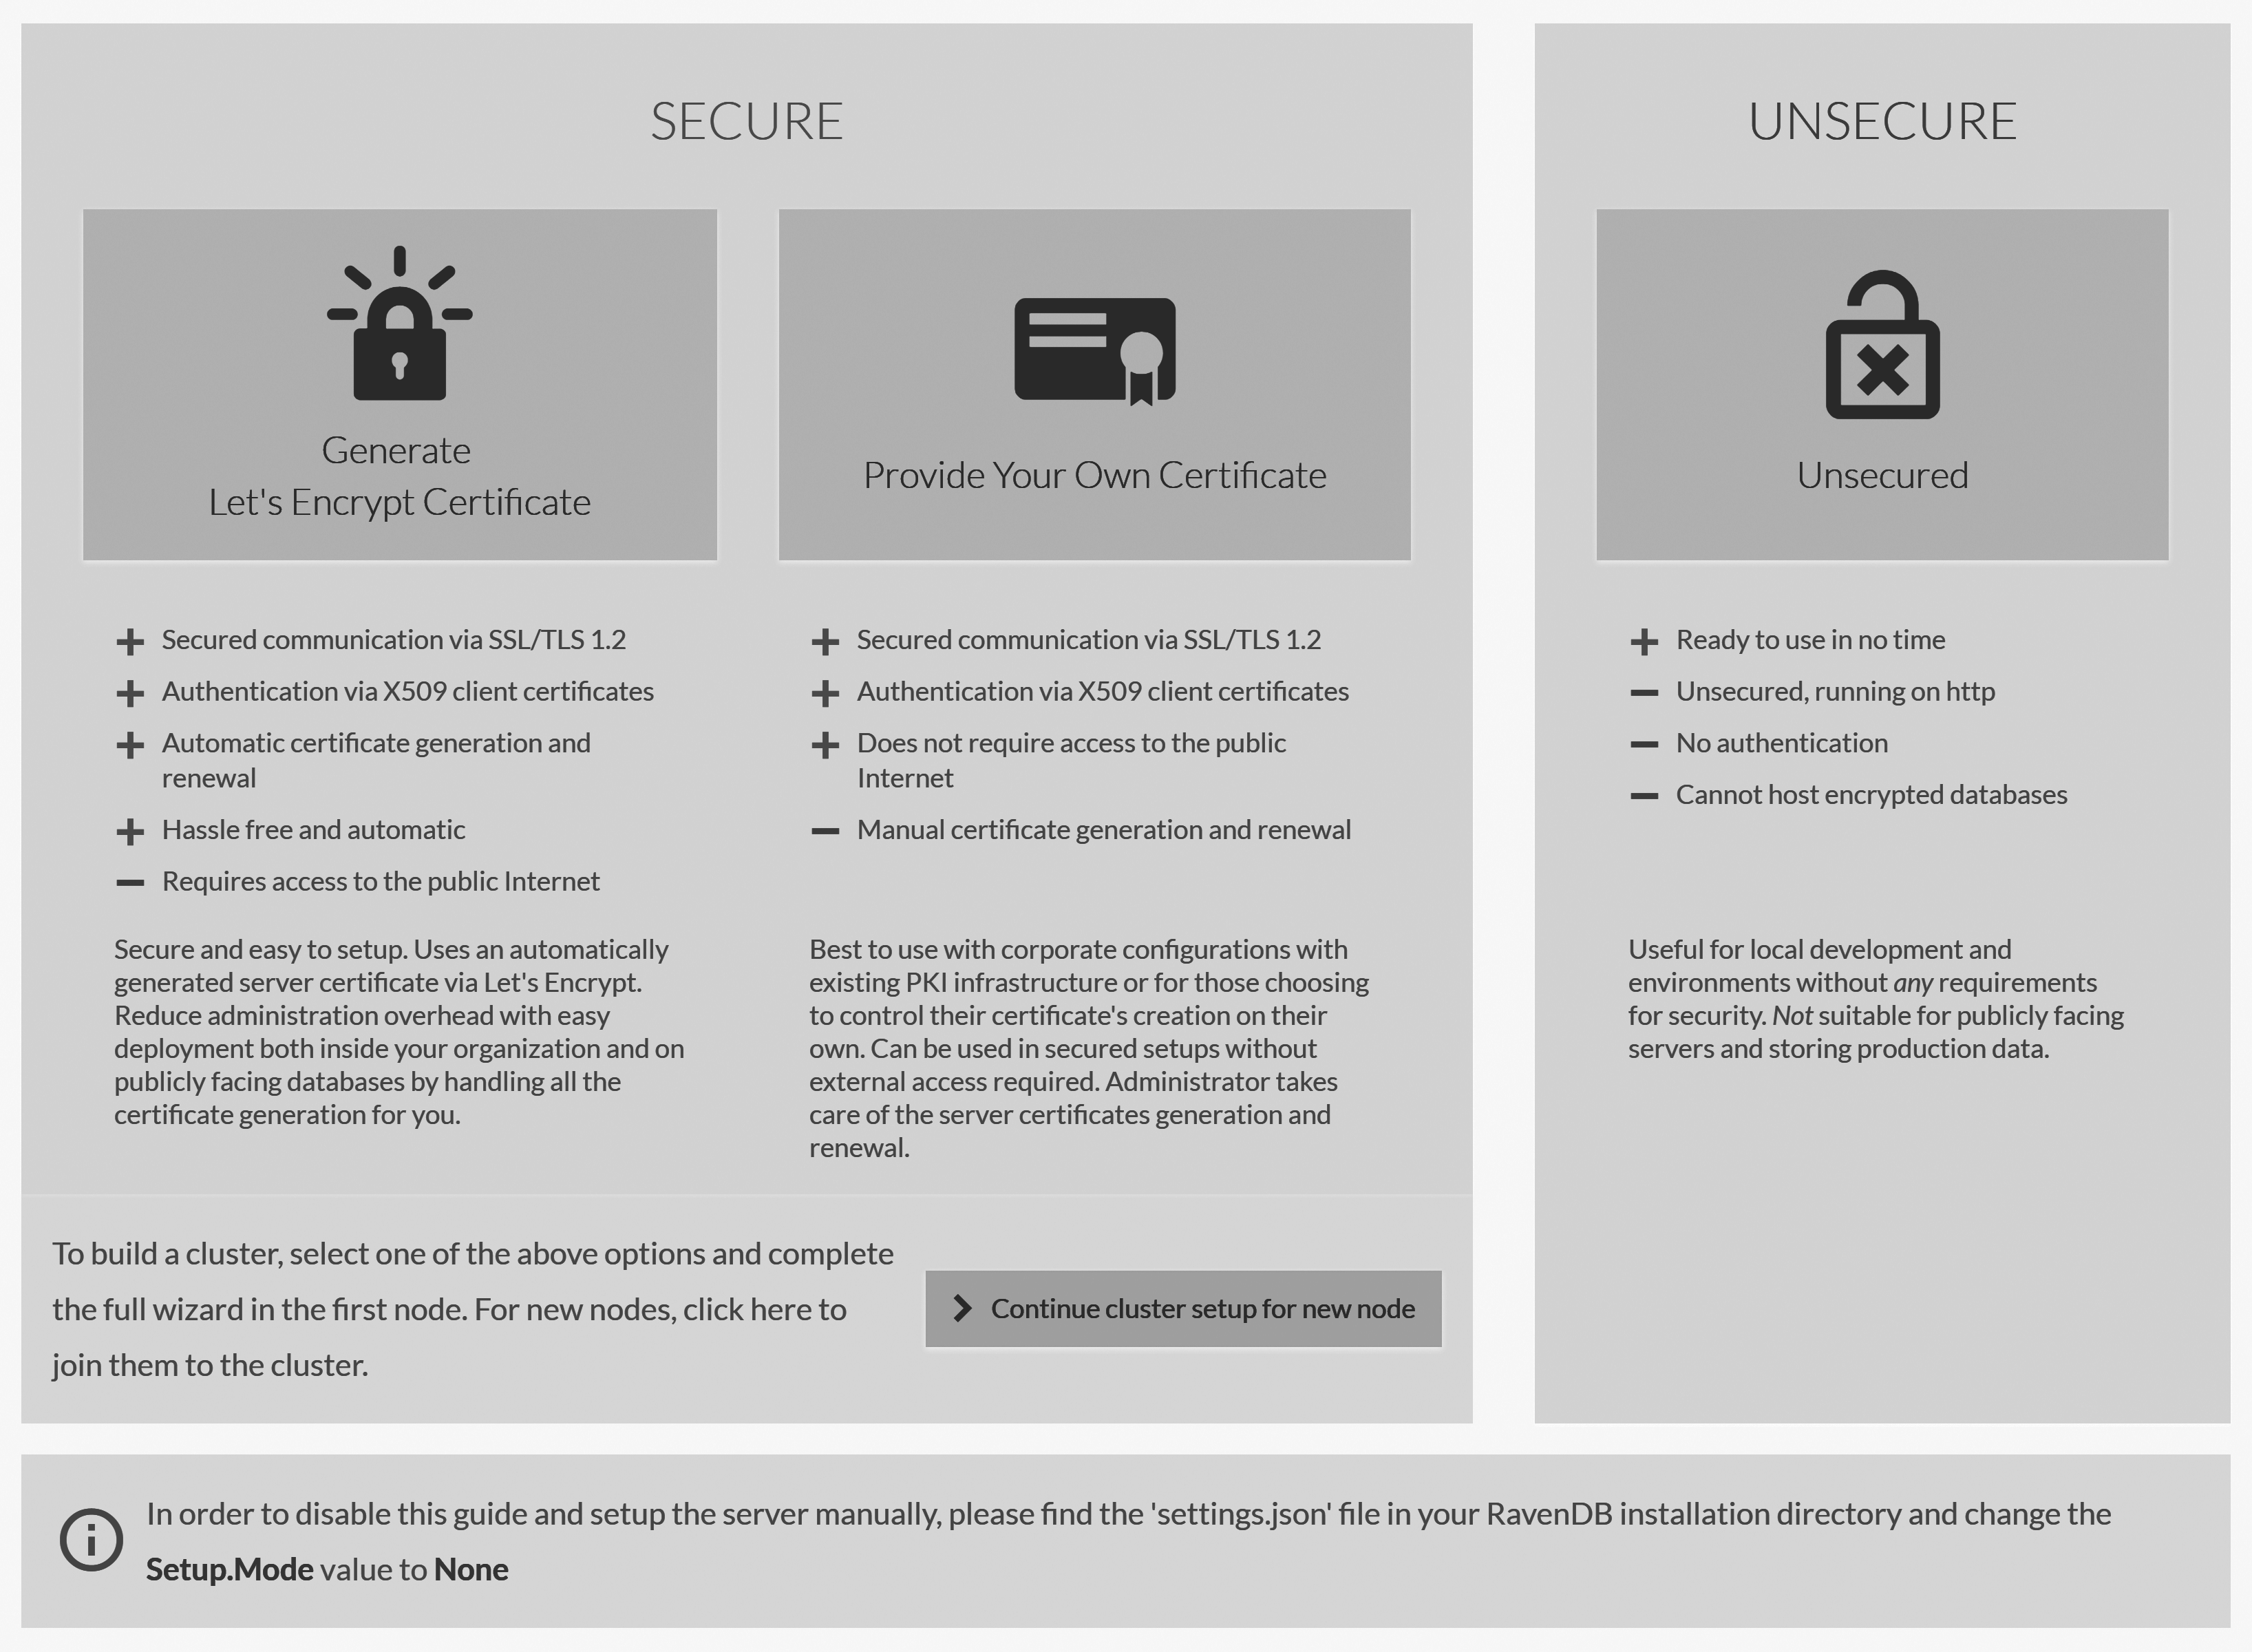 SECURE
Generate
Let's Encrypt Certificate
+ Secured communication via SSL/TLS 1.2
+ Authentication via X509 client certificates
+ Automatic certificate generation and
renewal
+ Hassle free and automatic
− Requires access to the public Internet
Secure and easy to setup. Uses an automatically
generated server certificate via Let's Encrypt.
Reduce administration overhead with easy
deployment both inside your organization and on
publicly facing databases by handling all the
certificate generation for you.
Provide Your Own Certificate
+ Secured communication via SSL/TLS 1.2
+ Authentication via X509 client certificates
+ Does not require access to the public
Internet
− Manual certificate generation and renewal
Best to use with corporate configurations with
existing PKI infrastructure or for those choosing
to control their certificate's creation on their
own. Can be used in secured setups without
external access required. Administrator takes
care of the server certificates generation and
renewal.
To build a cluster, select one of the above options and complete
the full wizard in the first node. For new nodes, click here to
join them to the cluster.
Continue cluster setup for new node
UNSECURE
Unsecured
+ Ready to use in no time
− Unsecured, running on http
− No authentication
− Cannot host encrypted databases
Useful for local development and
environments without any requirements
for security. Not suitable for publicly facing
servers and storing production data.
In order to disable this guide and setup the server manually, please find the 'settings.json' file in your RavenDB installation directory and change the
Setup.Mode value to None